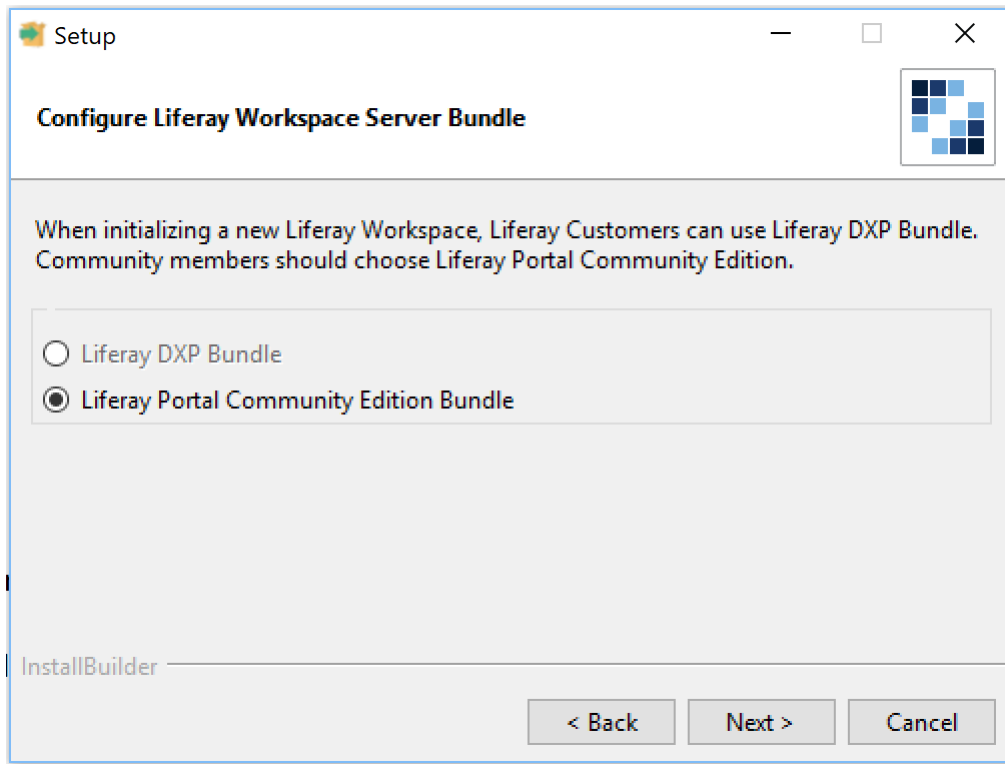 Setup
Configure Liferay Workspace Server Bundle
When initializing a new Liferay Workspace, Liferay Customers can use Liferay DXP Bundle.
Community members should choose Liferay Portal Community Edition.
Liferay DXP Bundle
Liferay Portal Community Edition Bundle
InstallBuilder
< Back
Next >
Cancel